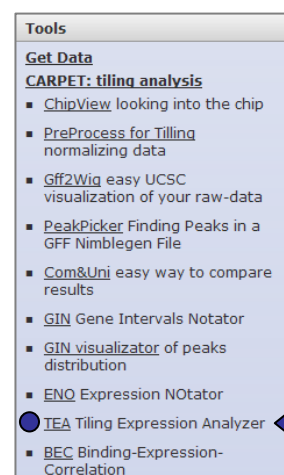 Tools
Get Data
CARPET: tiling analysis
ChipView looking into the chip
PreProcess for Tilling
normalizing data
Gff2Wig easy UCSC
visualization of your raw-data
PeakPicker Finding Peaks in a
GFF Nimblegen File
Com&Uni easy way to compare
results
GIN Gene Intervals Notator
GIN visualizator of peaks
distribution
ENO Expression NOtator
TEA Tiling Expression Analyzer
BEC Binding-Expression-
Correlation